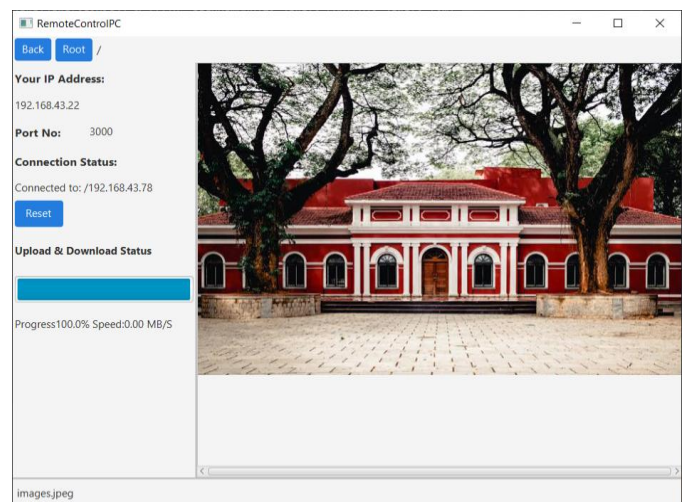 RemoteControlPC
Back Root /
Your IP Address:
192.168.43.22
Port No: 3000
Connection Status:
Connected to: /192.168.43.78
Reset
Upload & Download Status
Progress100.0% Speed:0.00 MB/S
images.jpeg